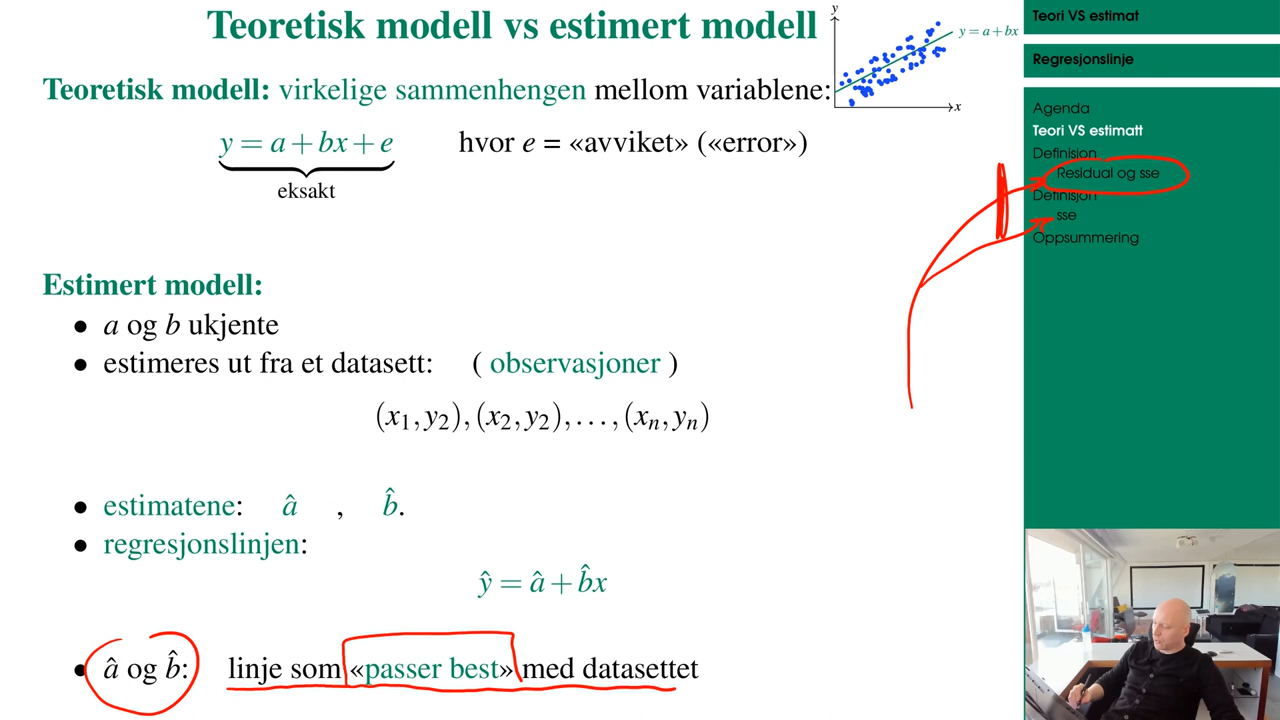 Teoretisk modell vs estimert modell
y
y = a + bx
x
Teoretisk modell: virkelige sammenhengen mellom variablene:
y = a + bx + e hvor e = «avviket» («error»)
eksakt
Estimert modell:
• a og b ukjente
• estimeres ut fra et datasett: ( observasjoner )
(x₁, y₂), (x₂, y₂), . . . , (xₙ, yₙ)
• estimatene: â , b̂.
• regresjonslinjen:
ŷ = â + b̂x
• â og b̂: linje som «passer best» med datasettet
Teori VS estimat
Regresjonslinje
Agenda
Teori VS estimatt
Definisjon
Residual og sse
Definisjon
sse
Oppsummering